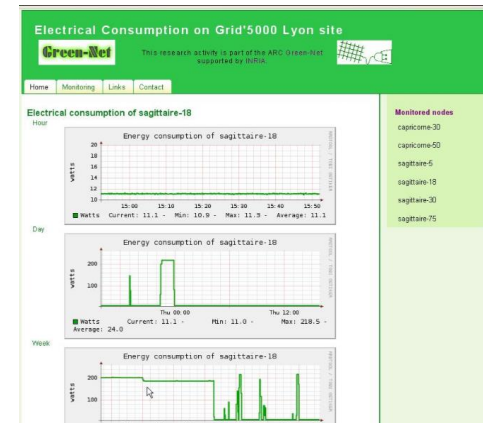 Electrical Consumption on Grid'5000 Lyon site
Green-Net
This research activity is part of the ARC Green-Net
supported by INRIA
Home Monitoring Links Contact
Electrical consumption of sagittaire-18
Hour
Energy consumption of sagittaire-18
watts
20
18
16
14
12
10
15:00 15:10 15:20 15:30 15:40 15:50
Watts Current: 11.1 - Min: 10.9 - Max: 11.3 - Average: 11.1
Day
Energy consumption of sagittaire-18
watts
200
100
Thu 00:00 Thu 12:00
Watts Current: 11.1 - Min: 11.0 - Max: 218.5 -
Average: 24.0
Week
Energy consumption of sagittaire-18
watts
200
100
Monitored nodes
capricorne-30
capricorne-50
sagittaire-5
sagittaire-18
sagittaire-30
sagittaire-75